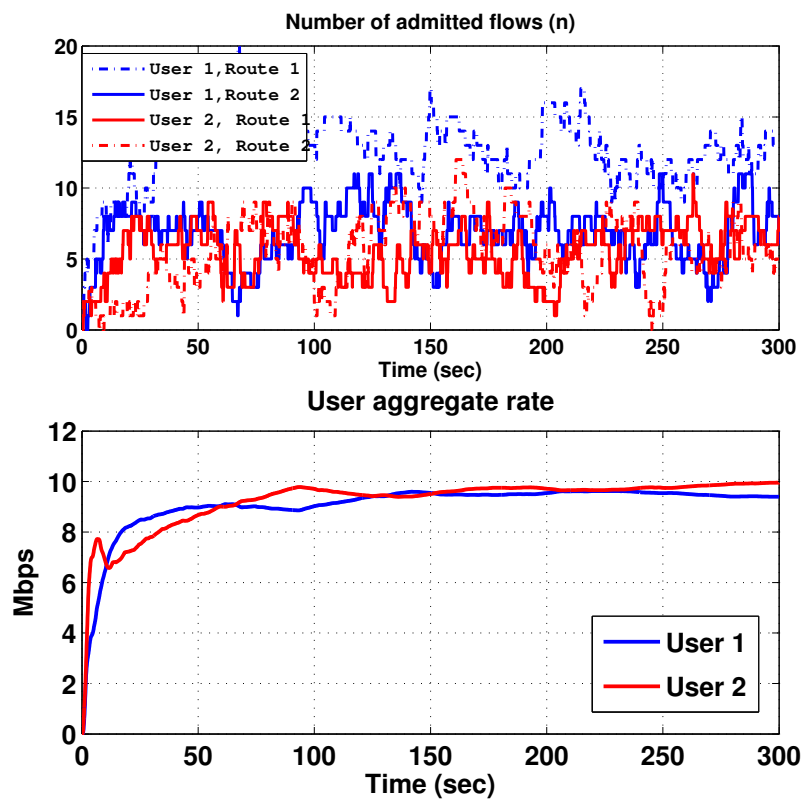 Number of admitted flows (n)
20
15
10
5
0
User 1,Route 1
User 1,Route 2
User 2, Route 1
User 2, Route 2
0 50 100 150 200 250 300
Time (sec)
User aggregate rate
12
10
8
6
4
2
0
Mbps
User 1
User 2
0 50 100 150 200 250 300
Time (sec)